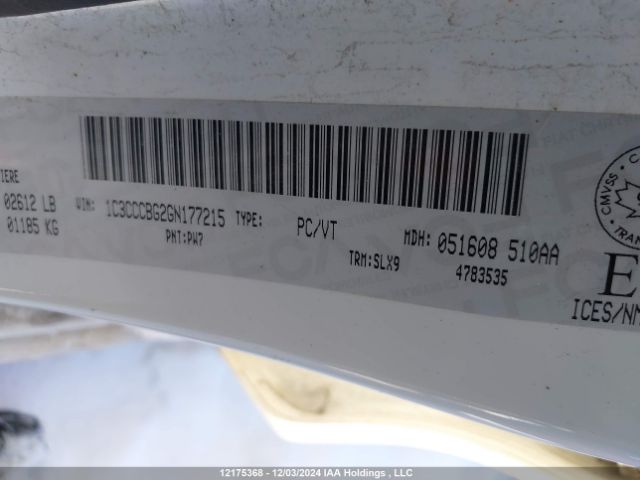 IERE
02612 LB
01185 KG
VIN: 1C3CCCBG2GN177215 TYPE: PC/VT MDH: 051608 510AA
PNT:PW7 TRM:SLX9 4783535
CMVSS
TRAN
E
ICES/NM
12175368 - 12/03/2024 IAA Holdings , LLC